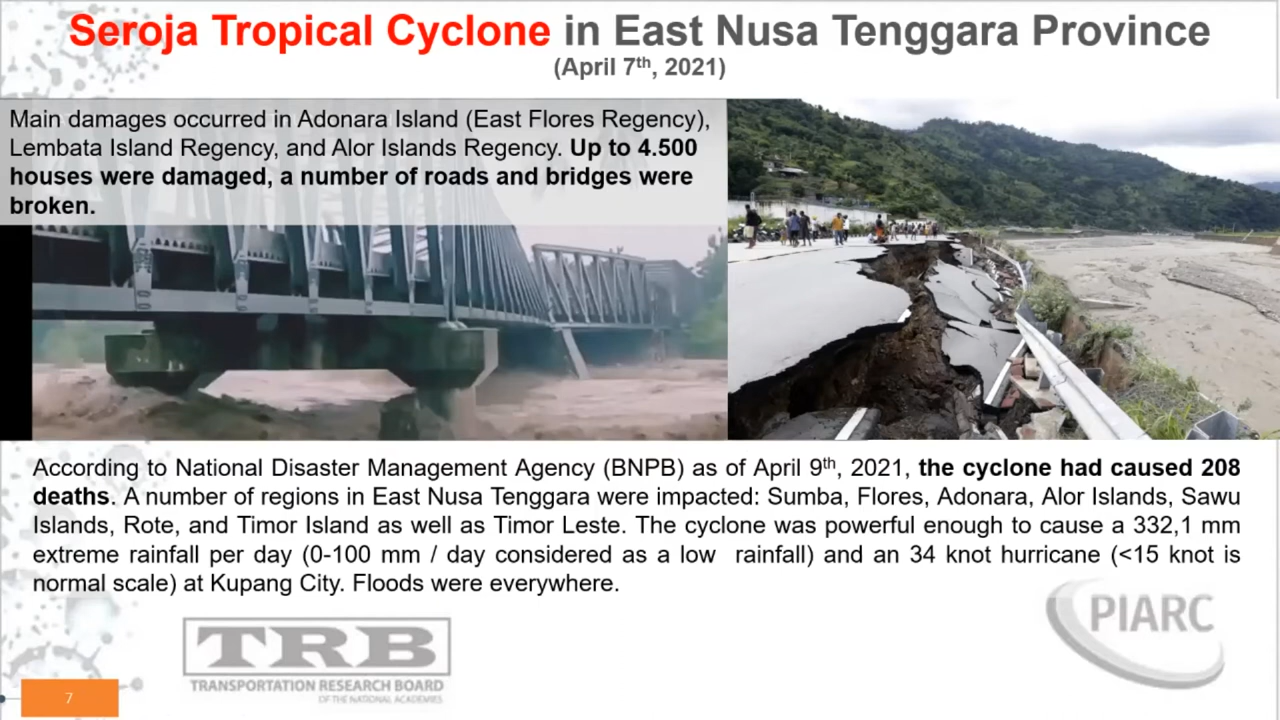 Seroja Tropical Cyclone in East Nusa Tenggara Province
(April 7th, 2021)
Main damages occurred in Adonara Island (East Flores Regency),
Lembata Island Regency, and Alor Islands Regency. Up to 4.500
houses were damaged, a number of roads and bridges were
broken.
According to National Disaster Management Agency (BNPB) as of April 9th, 2021, the cyclone had caused 208
deaths. A number of regions in East Nusa Tenggara were impacted: Sumba, Flores, Adonara, Alor Islands, Sawu
Islands, Rote, and Timor Island as well as Timor Leste. The cyclone was powerful enough to cause a 332,1 mm
extreme rainfall per day (0-100 mm / day considered as a low rainfall) and an 34 knot hurricane (<15 knot is
normal scale) at Kupang City. Floods were everywhere.
TRB
TRANSPORTATION RESEARCH BOARD
OF THE NATIONAL ACADEMIES
PIARC
7